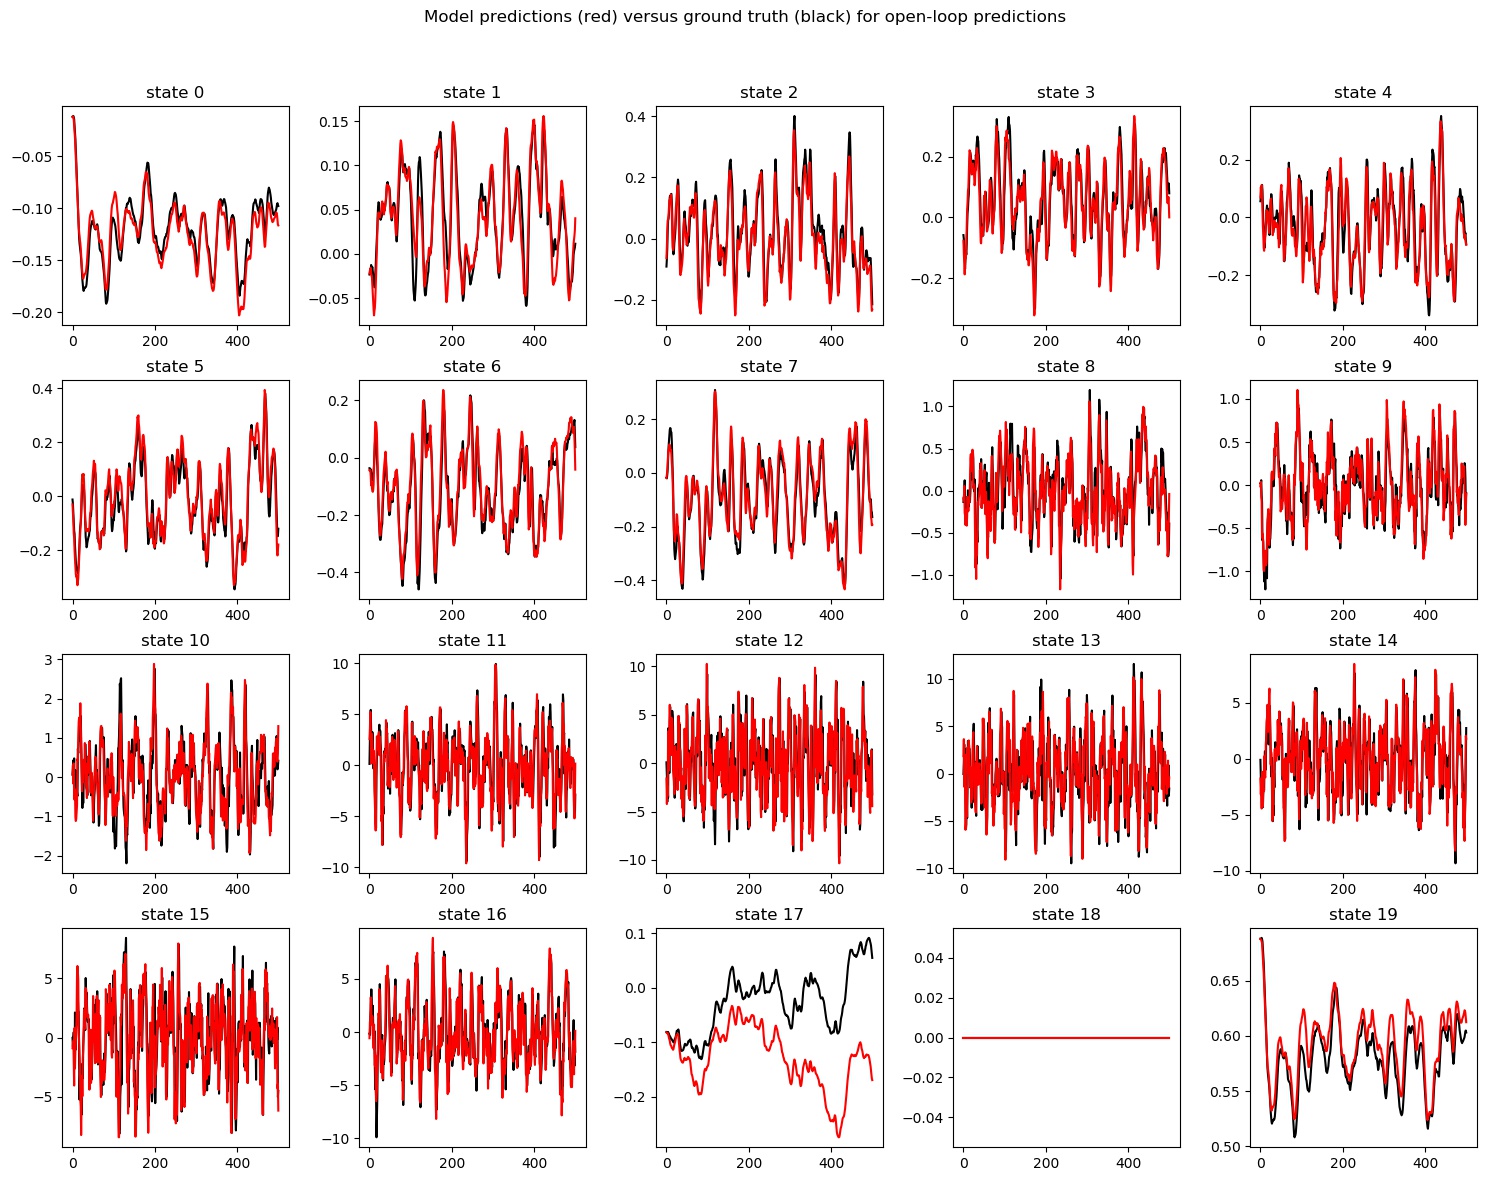 Model predictions (red) versus ground truth (black) for open-loop predictions
state 0 state 1 state 2 state 3 state 4
−0.05 −0.10 −0.15 −0.20
0.15 0.10 0.05 0.00 −0.05
0.4 0.2 0.0 −0.2
0.2 0.0 −0.2
0.2 0.0 −0.2
0 200 400 0 200 400 0 200 400 0 200 400 0 200 400
state 5 state 6 state 7 state 8 state 9
0.4 0.2 0.0 −0.2
0.2 0.0 −0.2 −0.4
0.2 0.0 −0.2 −0.4
1.0 0.5 0.0 −0.5 −1.0
1.0 0.5 0.0 −0.5 −1.0
0 200 400 0 200 400 0 200 400 0 200 400 0 200 400
state 10 state 11 state 12 state 13 state 14
3 2 1 0 −1 −2
10 5 0 −5 −10
10 5 0 −5 −10
10 5 0 −5 −10
5 0 −5 −10
0 200 400 0 200 400 0 200 400 0 200 400 0 200 400
state 15 state 16 state 17 state 18 state 19
5 0 −5
5 0 −5 −10
0.1 0.0 −0.1 −0.2
0.04 0.02 0.00 −0.02 −0.04
0.65 0.60 0.55 0.50
0 200 400 0 200 400 0 200 400 0 200 400 0 200 400